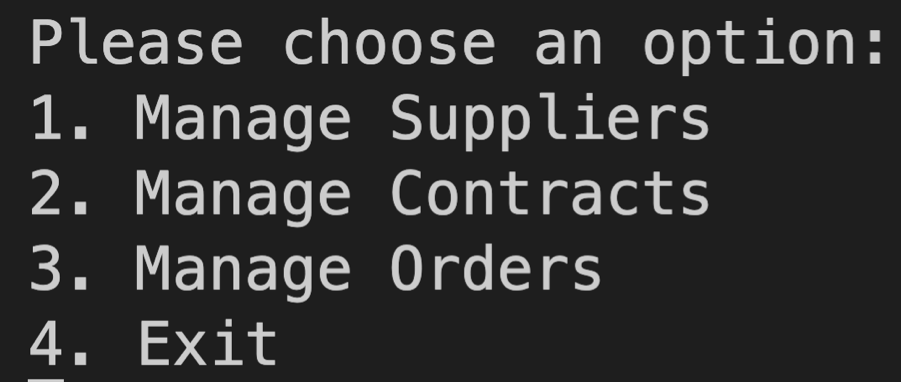 Please choose an option:
1. Manage Suppliers
2. Manage Contracts
3. Manage Orders
4. Exit